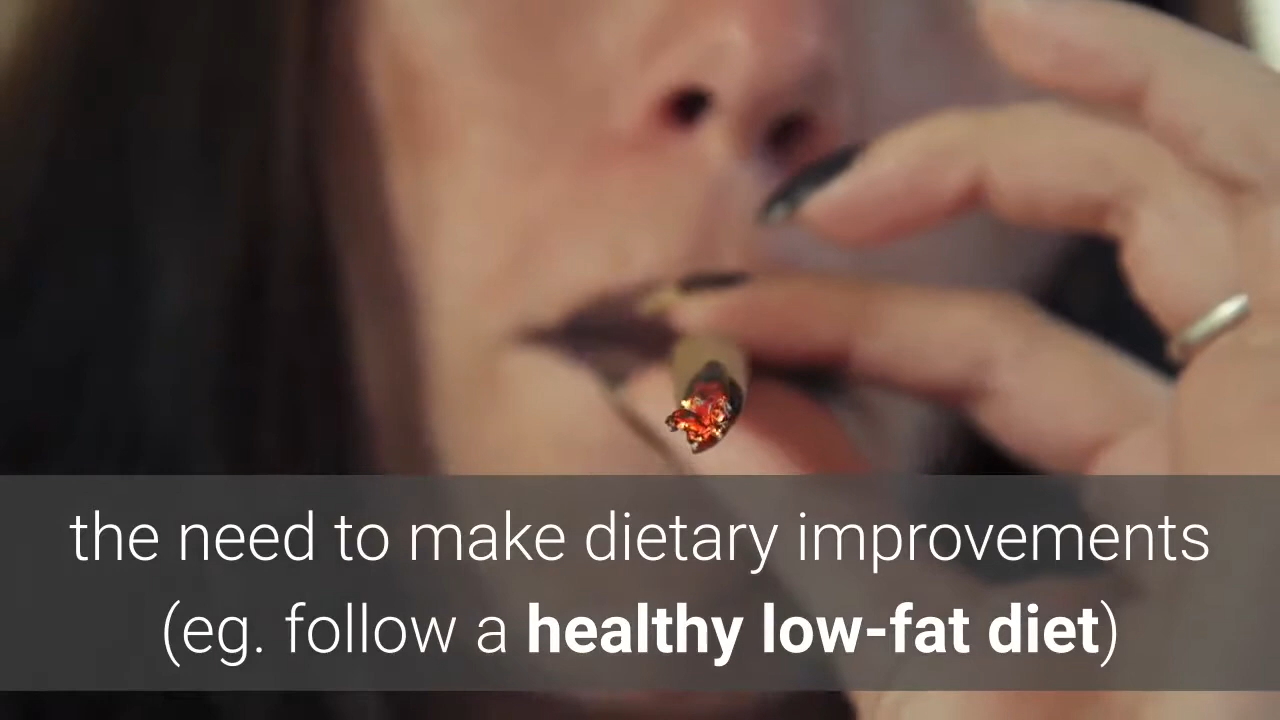 the need to make dietary improvements
(eg. follow a healthy low-fat diet)